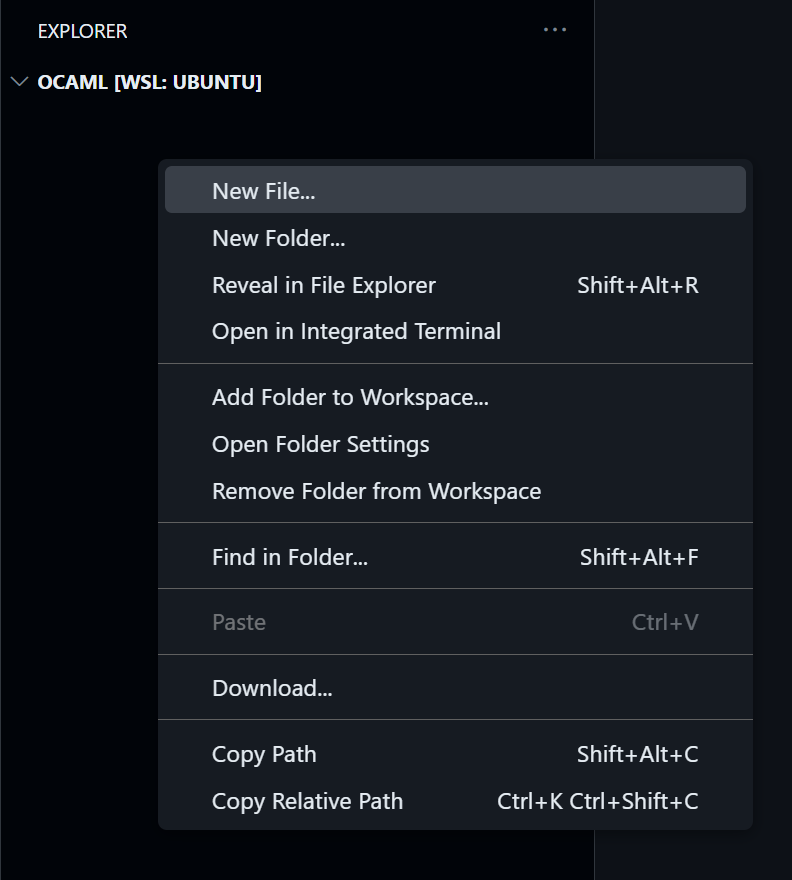 EXPLORER
OCAML [WSL: UBUNTU]
New File...
New Folder...
Reveal in File Explorer Shift+Alt+R
Open in Integrated Terminal
Add Folder to Workspace...
Open Folder Settings
Remove Folder from Workspace
Find in Folder... Shift+Alt+F
Paste Ctrl+V
Download...
Copy Path Shift+Alt+C
Copy Relative Path Ctrl+K Ctrl+Shift+C